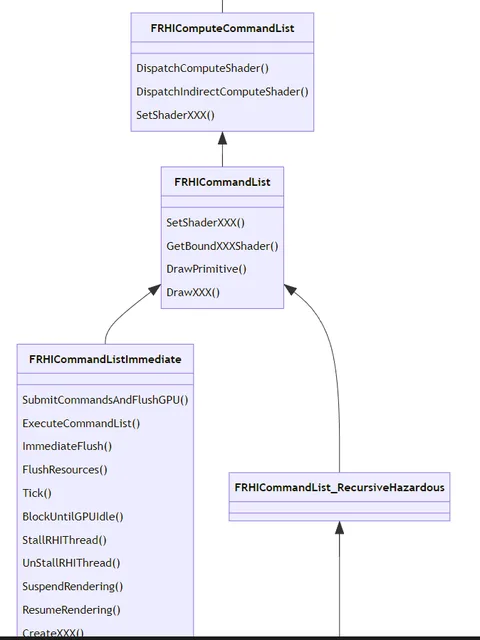 FRHIComputeCommandList
DispatchComputeShader()
DispatchIndirectComputeShader()
SetShaderXXX()
FRHICommandList
SetShaderXXX()
GetBoundXXXShader()
DrawPrimitive()
DrawXXX()
FRHICommandListImmediate
SubmitCommandsAndFlushGPU()
ExecuteCommandList()
ImmediateFlush()
FlushResources()
Tick()
BlockUntilGPUIdle()
StallRHIThread()
UnStallRHIThread()
SuspendRendering()
ResumeRendering()
CreateXXX()
FRHICommandList_RecursiveHazardous